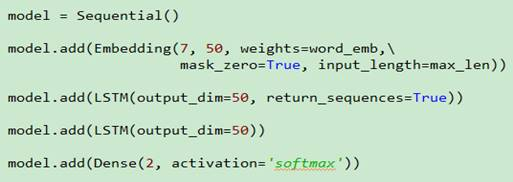 model = Sequential()
model.add(Embedding(7, 50, weights=word_emb,\
mask_zero=True, input_length=max_len))
model.add(LSTM(output_dim=50, return_sequences=True))
model.add(LSTM(output_dim=50))
model.add(Dense(2, activation='softmax'))